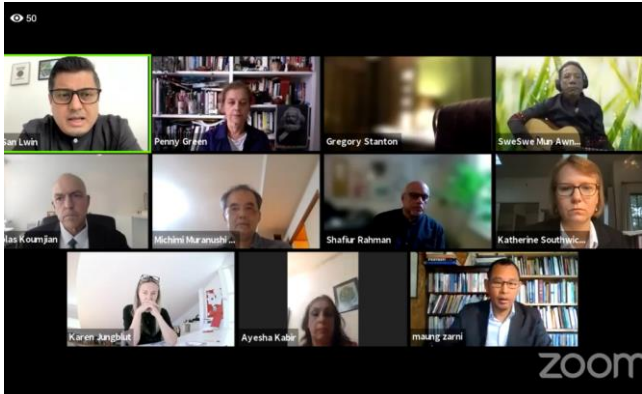 50
San Lwin
Penny Green
Gregory Stanton
SweSwe Mun Awn...
las Koumjian
Michimi Muranushi ...
Shafiur Rahman
Katherine Southwic...
Karen Jungblut
Ayesha Kabir
maung zarni
zoom